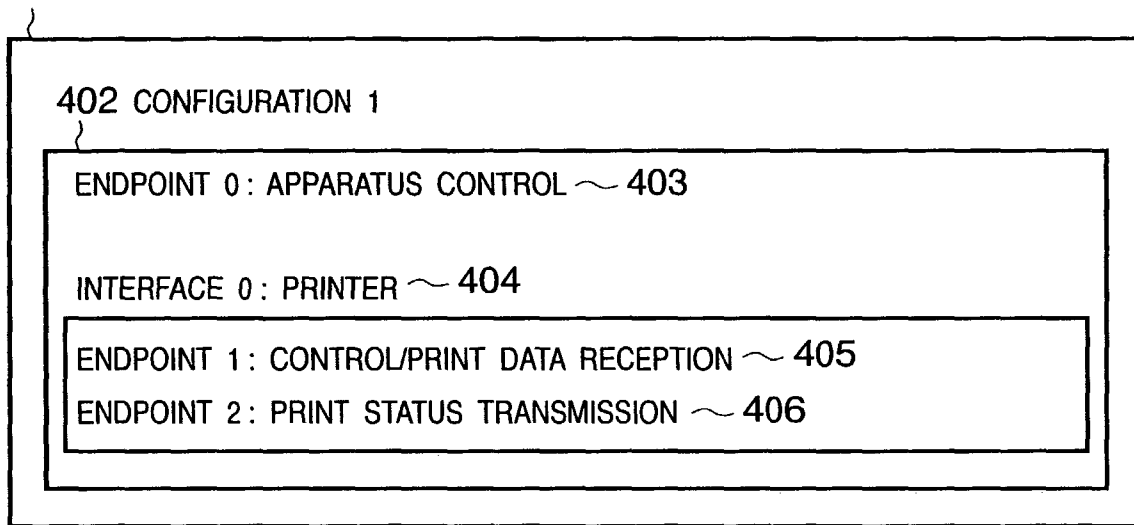 402 CONFIGURATION 1
ENDPOINT 0: APPARATUS CONTROL ~ 403
INTERFACE 0: PRINTER ~ 404
ENDPOINT 1: CONTROL/PRINT DATA RECEPTION ~ 405
ENDPOINT 2: PRINT STATUS TRANSMISSION ~ 406